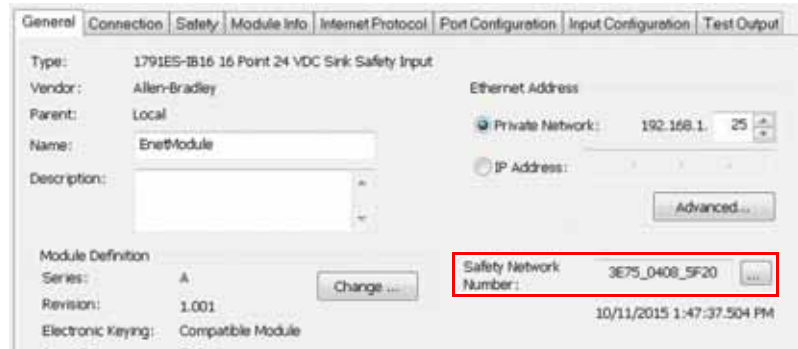 General Connection Safety Module Info Internet Protocol Port Configuration Input Configuration Test Output
Type: 1791ES-IB16 16 Point 24 VDC Sink Safety Input
Vendor: Allen-Bradley
Parent: Local
Name: EnetModule
Description:
Ethernet Address
Private Network: 192.168.1. 25
IP Address:
Advanced...
Module Definition
Series: A
Change ...
Revision: 1.001
Electronic Keying: Compatible Module
Safety Network
Number: 3E75_0408_5F20 ...
10/11/2015 1:47:37.504 PM